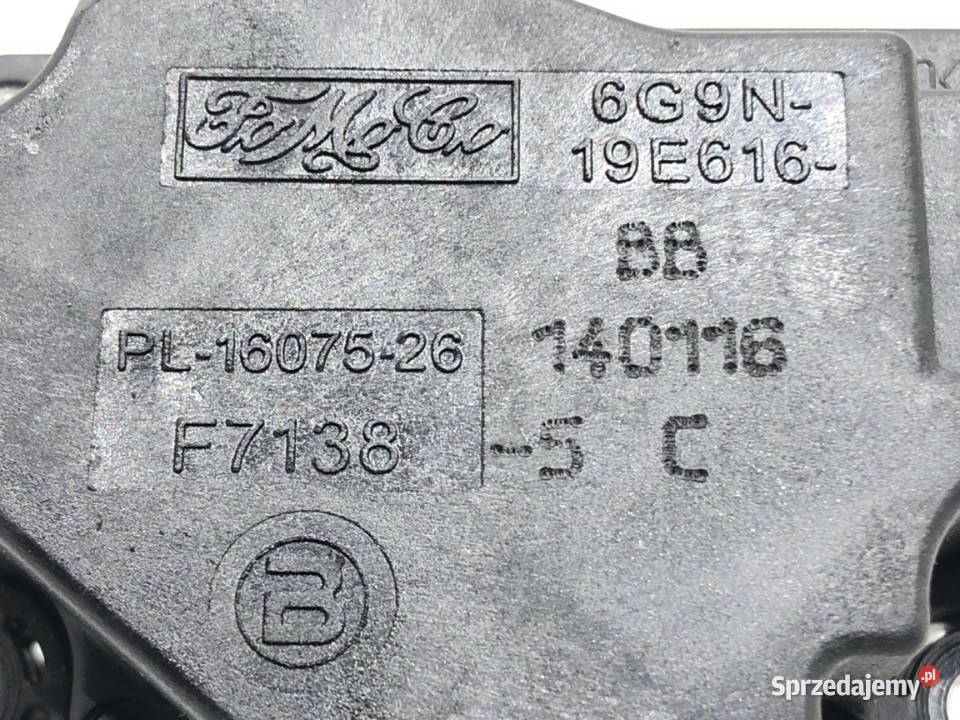 FoMoCo
6G9N-
19E616-
BB
PL-16075-26
140116
F7138
-5 C
B
Sprzedajemy.pl